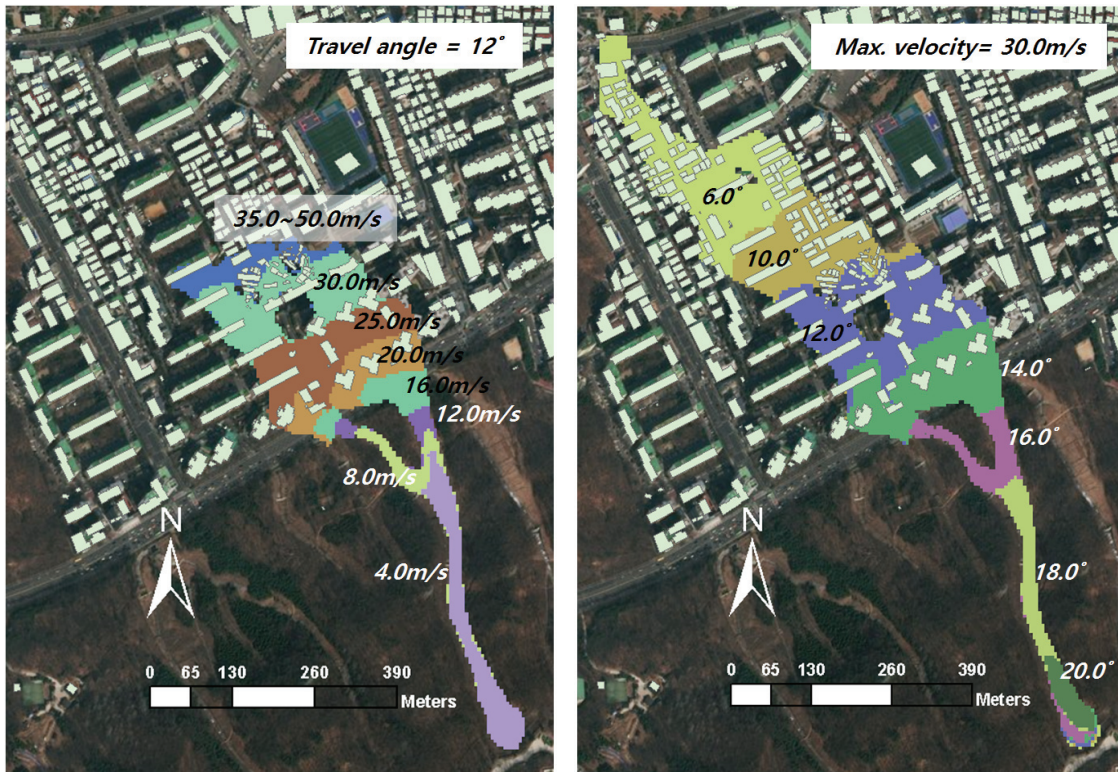 Travel angle = 12˚
35.0~50.0m/s
30.0m/s
25.0m/s
20.0m/s
16.0m/s
12.0m/s
8.0m/s
N
4.0m/s
0 65 130 260 390
Meters
Max. velocity= 30.0m/s
6.0˚
10.0˚
12.0˚
14.0˚
16.0˚
N
18.0˚
20.0˚
0 65 130 260 390
Meters